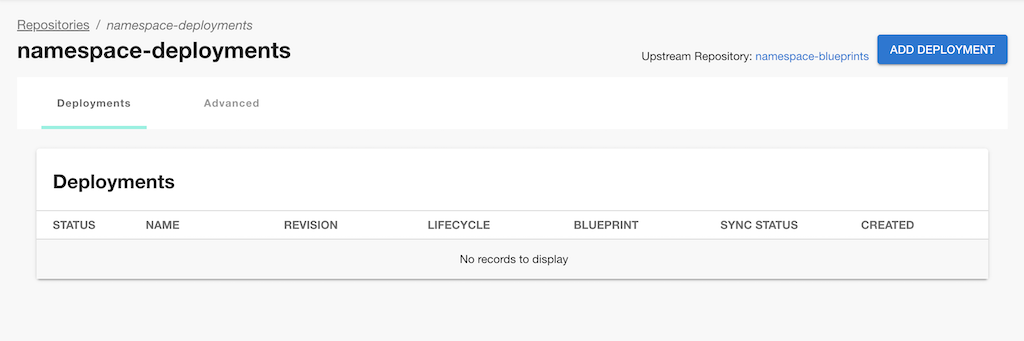 Repositories / namespace-deployments
namespace-deployments
Upstream Repository: namespace-blueprints
ADD DEPLOYMENT
Deployments
Advanced
Deployments
STATUS NAME REVISION LIFECYCLE BLUEPRINT SYNC STATUS CREATED
No records to display